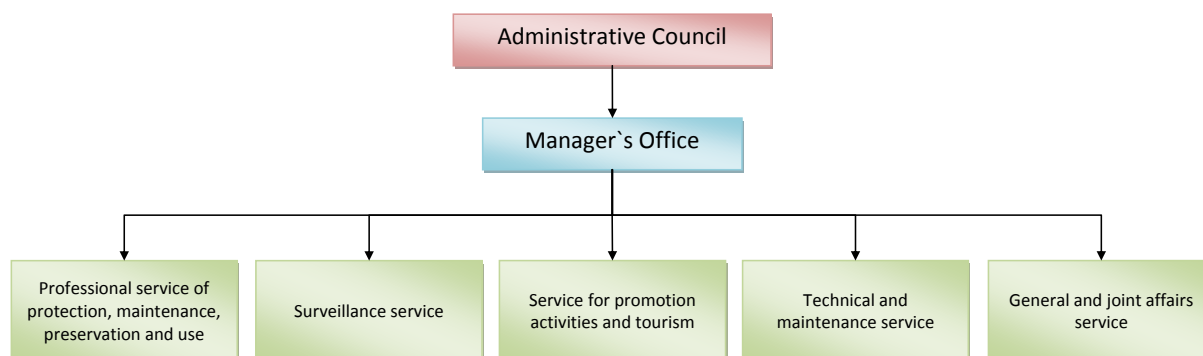 Administrative Council
Manager`s Office
Professional service of
protection, maintenance,
preservation and use
Surveillance service
Service for promotion
activities and tourism
Technical and
maintenance service
General and joint affairs
service